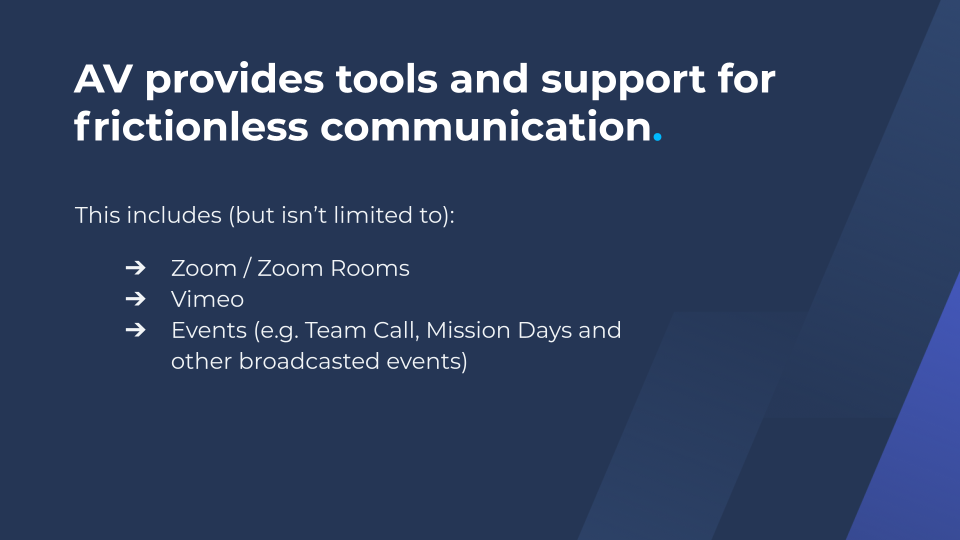 AV provides tools and support for
frictionless communication.
This includes (but isn’t limited to):
➔ Zoom / Zoom Rooms
➔ Vimeo
➔ Events (e.g. Team Call, Mission Days and
other broadcasted events)